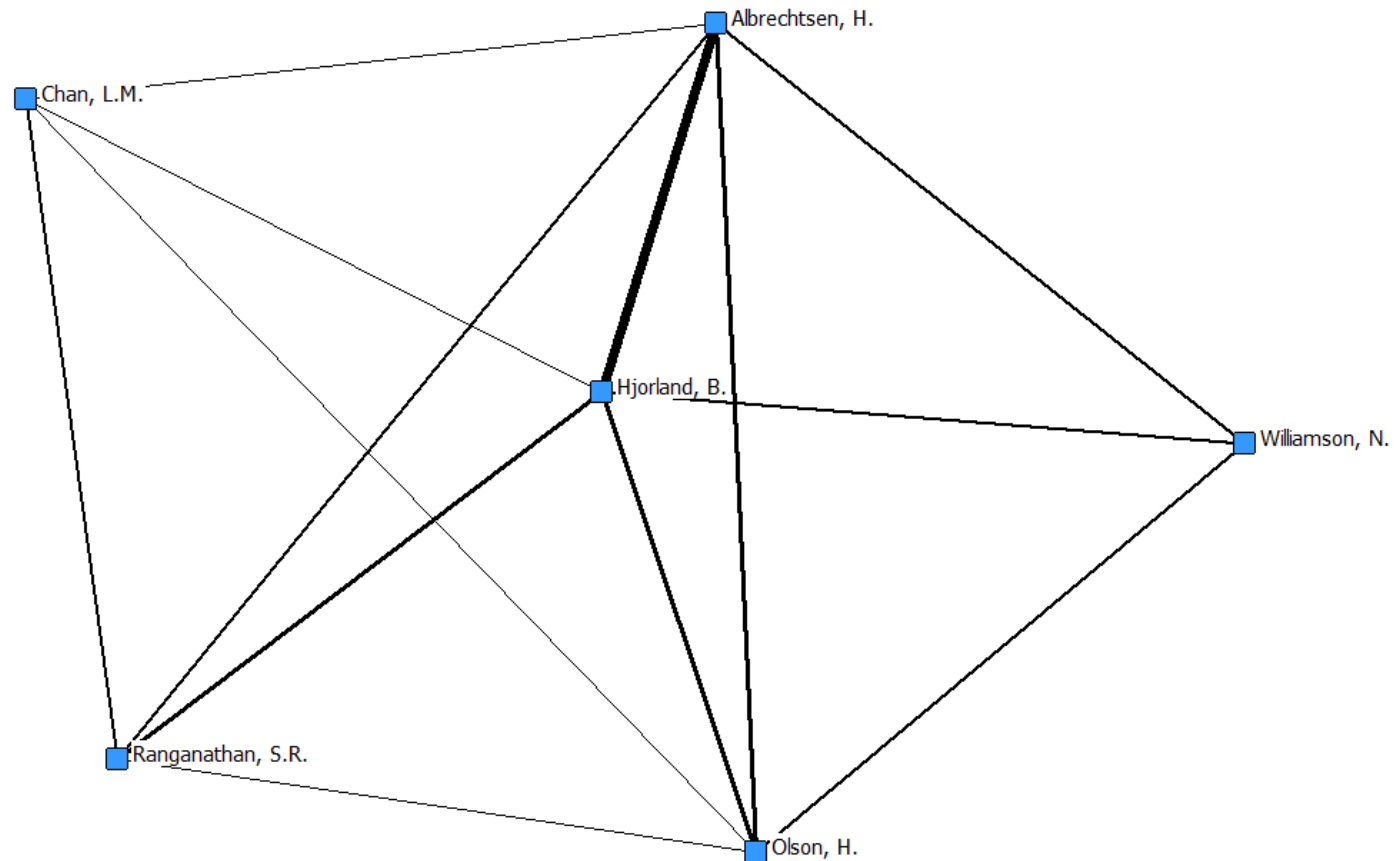 Albrechtsen, H.
Chan, L.M.
Hjorland, B.
Williamson, N.
Ranganathan, S.R.
Olson, H.